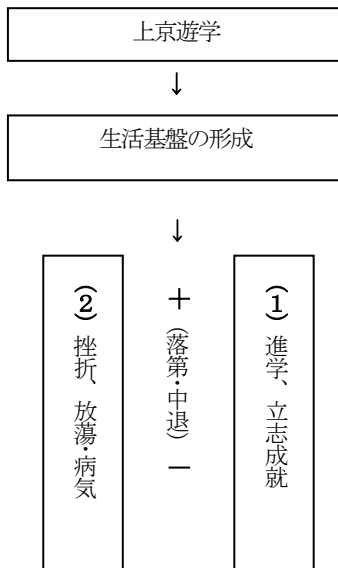 上京遊学
↓
生活基盤の形成
↓
(1) 進学、立志成就
＋ (落第・中退) －
(2) 挫折、放蕩・病気